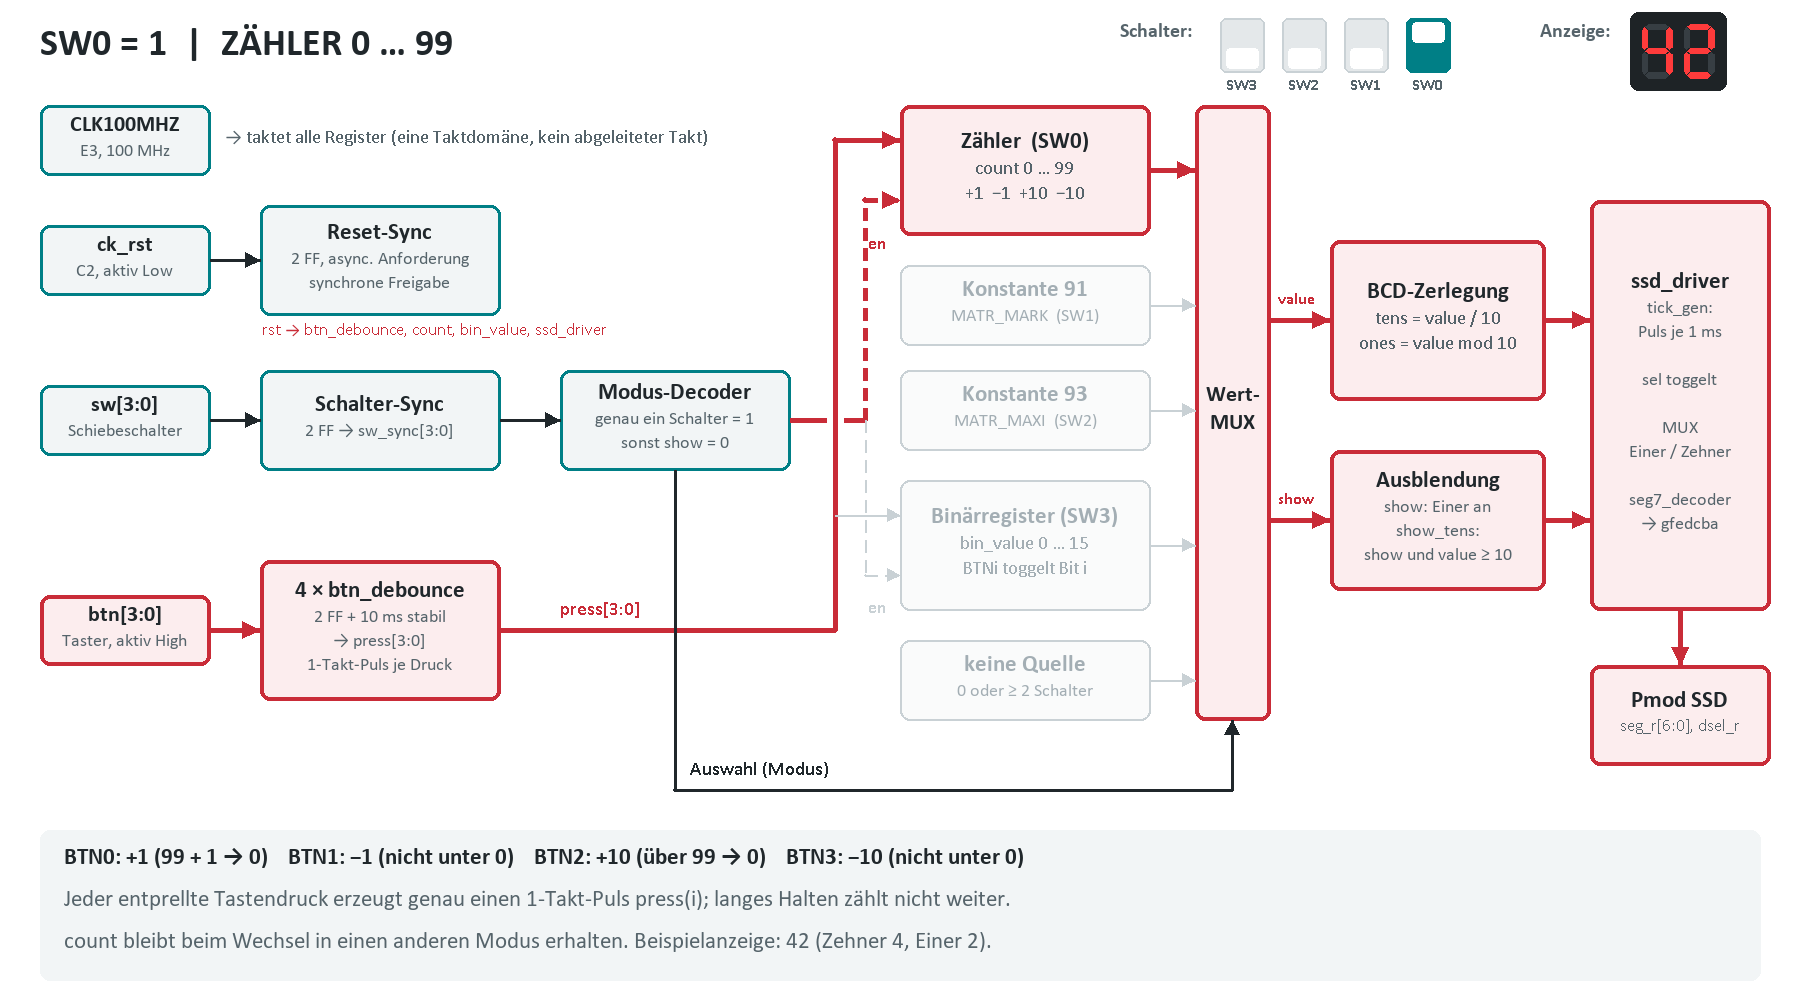 SW0 = 1 | ZÄHLER 0 ... 99
Schalter:
SW3
SW2
SW1
SW0
Anzeige:
42
CLK100MHZ
E3, 100 MHz
→ taktet alle Register (eine Taktdomäne, kein abgeleiteter Takt)
ck_rst
C2, aktiv Low
Reset-Sync
2 FF, async. Anforderung
synchrone Freigabe
rst → btn_debounce, count, bin_value, ssd_driver
sw[3:0]
Schiebeschalter
Schalter-Sync
2 FF → sw_sync[3:0]
Modus-Decoder
genau ein Schalter = 1
sonst show = 0
btn[3:0]
Taster, aktiv High
4 × btn_debounce
2 FF + 10 ms stabil
→ press[3:0]
1-Takt-Puls je Druck
press[3:0]
Auswahl (Modus)
Zähler (SW0)
count 0 ... 99
+1 −1 +10 −10
en
Konstante 91
MATR_MARK (SW1)
Konstante 93
MATR_MAXI (SW2)
Binärregister (SW3)
bin_value 0 ... 15
BTNi toggelt Bit i
en
keine Quelle
0 oder ≥ 2 Schalter
Wert-
MUX
value
show
BCD-Zerlegung
tens = value / 10
ones = value mod 10
Ausblendung
show: Einer an
show_tens:
show und value ≥ 10
ssd_driver
tick_gen:
Puls je 1 ms
sel toggelt
MUX
Einer / Zehner
seg7_decoder
→ gfedcba
Pmod SSD
seg_r[6:0], dsel_r
BTN0: +1 (99 + 1 → 0) BTN1: −1 (nicht unter 0) BTN2: +10 (über 99 → 0) BTN3: −10 (nicht unter 0)
Jeder entprellte Tastendruck erzeugt genau einen 1-Takt-Puls press(i); langes Halten zählt nicht weiter.
count bleibt beim Wechsel in einen anderen Modus erhalten. Beispielanzeige: 42 (Zehner 4, Einer 2).